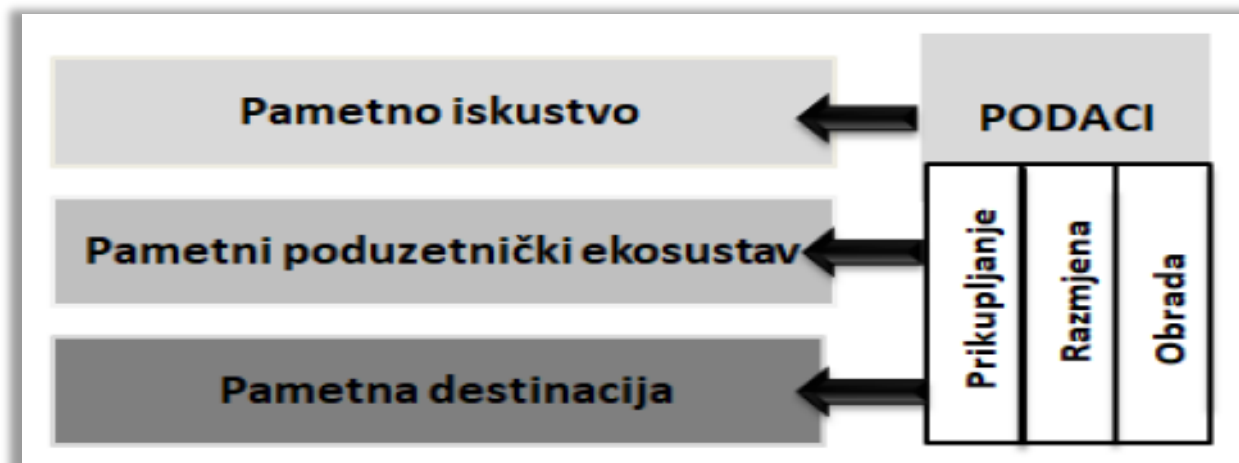 Pametno iskustvo
Pametni poduzetnički ekosustav
Pametna destinacija
PODACI
Prikupljanje
Razmjena
Obrada